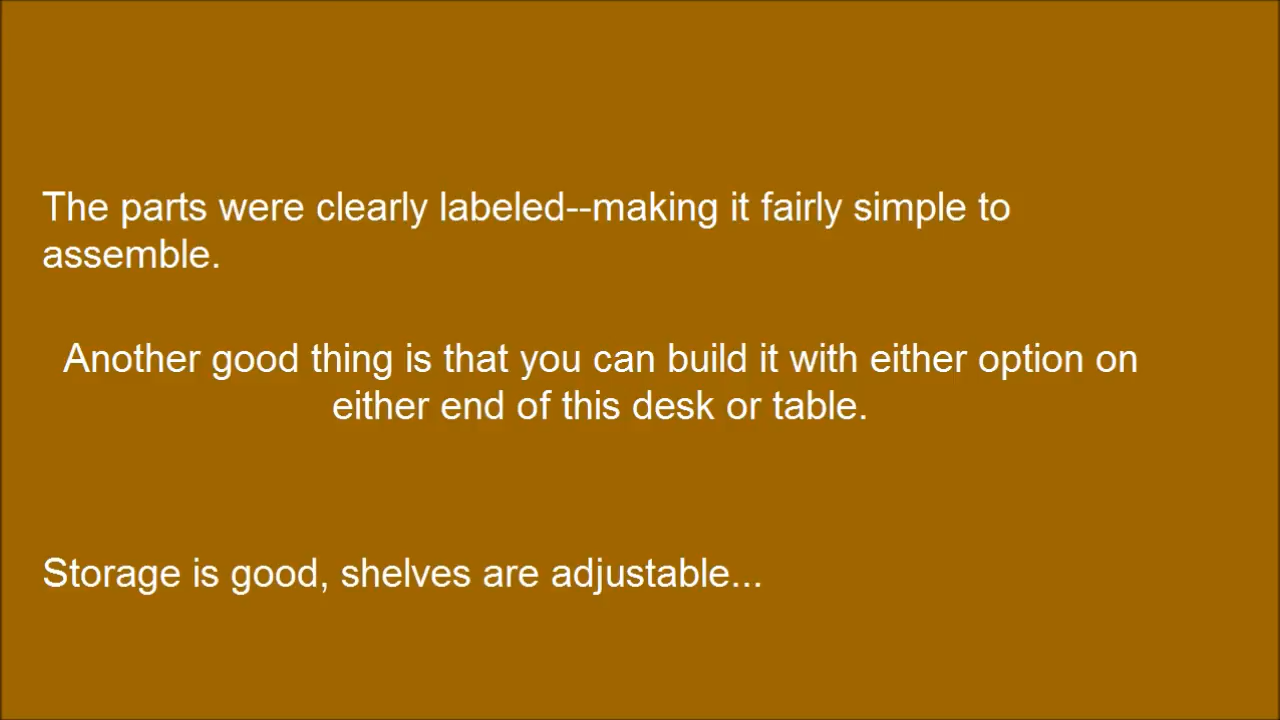 The parts were clearly labeled--making it fairly simple to
assemble.
Another good thing is that you can build it with either option on
either end of this desk or table.
Storage is good, shelves are adjustable...